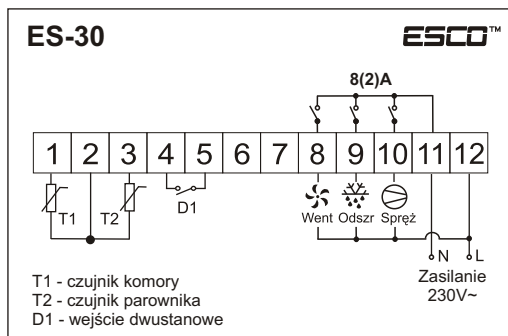 ES-30
ESCO™
8(2)A
1 2 3 4 5 6 7 8 9 10 11 12
T1 T2 D1 Went Odszr Spręż
N L
Zasilanie
230V~
T1 - czujnik komory
T2 - czujnik parownika
D1 - wejście dwustanowe